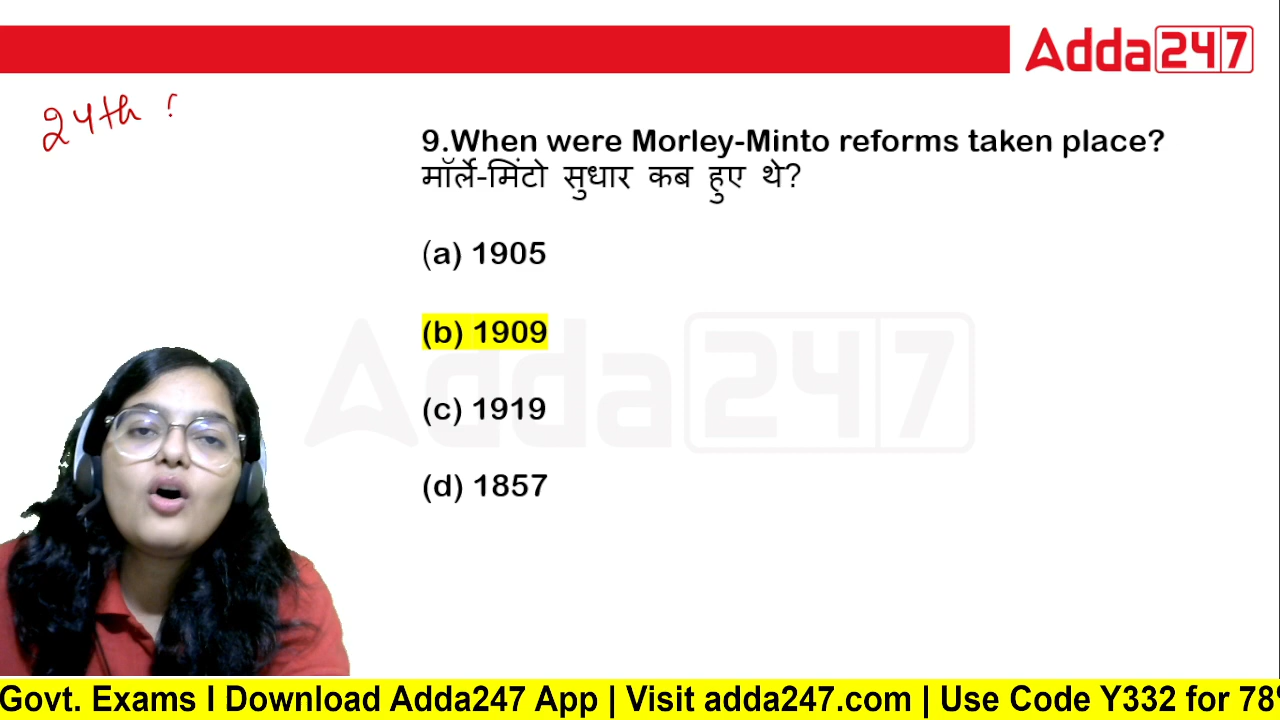 Adda247
24th
9.When were Morley-Minto reforms taken place?
मॉर्ले-मिंटो सुधार कब हुए थे?
(a) 1905
(b) 1909
(c) 1919
(d) 1857
Adda247
Govt. Exams I Download Adda247 App | Visit adda247.com | Use Code Y332 for 78